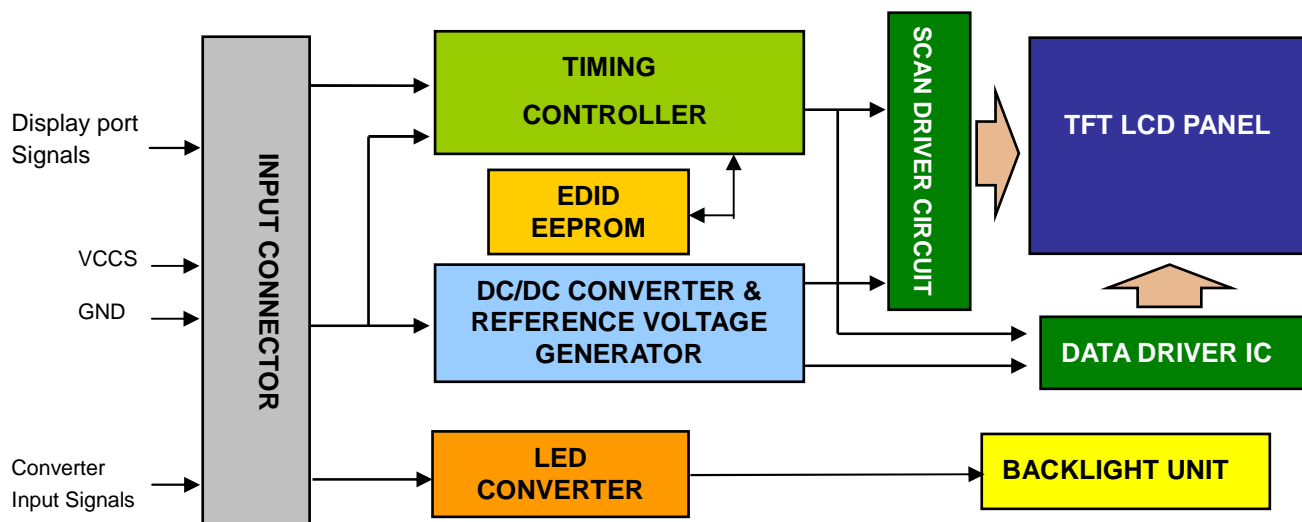 Display port
Signals
VCCS
GND
Converter
Input Signals
INPUT CONNECTOR
TIMING
CONTROLLER
EDID
EEPROM
DC/DC CONVERTER &
REFERENCE VOLTAGE
GENERATOR
LED
CONVERTER
SCAN DRIVER CIRCUIT
TFT LCD PANEL
DATA DRIVER IC
BACKLIGHT UNIT